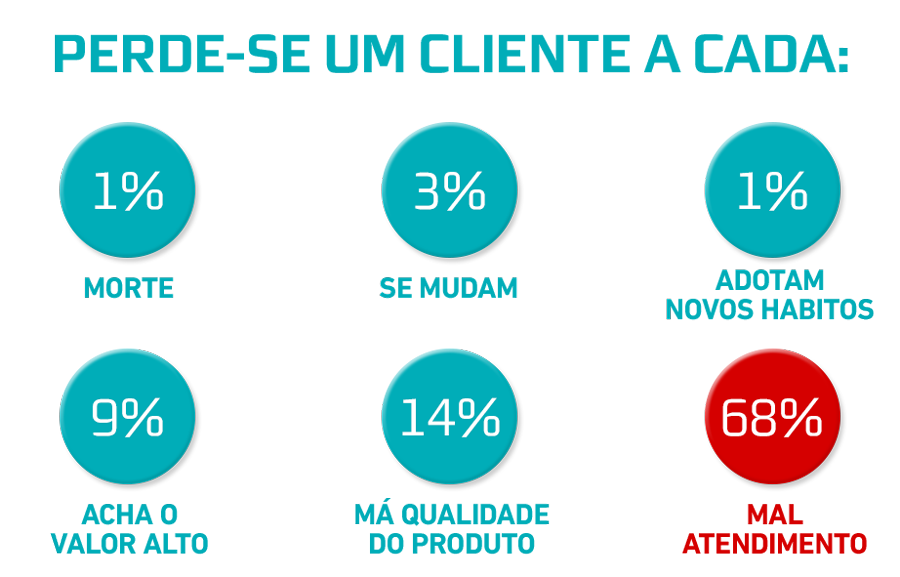 PERDE-SE UM CLIENTE A CADA:
1%
MORTE
3%
SE MUDAM
1%
ADOTAM
NOVOS HABITOS
9%
ACHA O
VALOR ALTO
14%
MÁ QUALIDADE
DO PRODUTO
68%
MAL
ATENDIMENTO